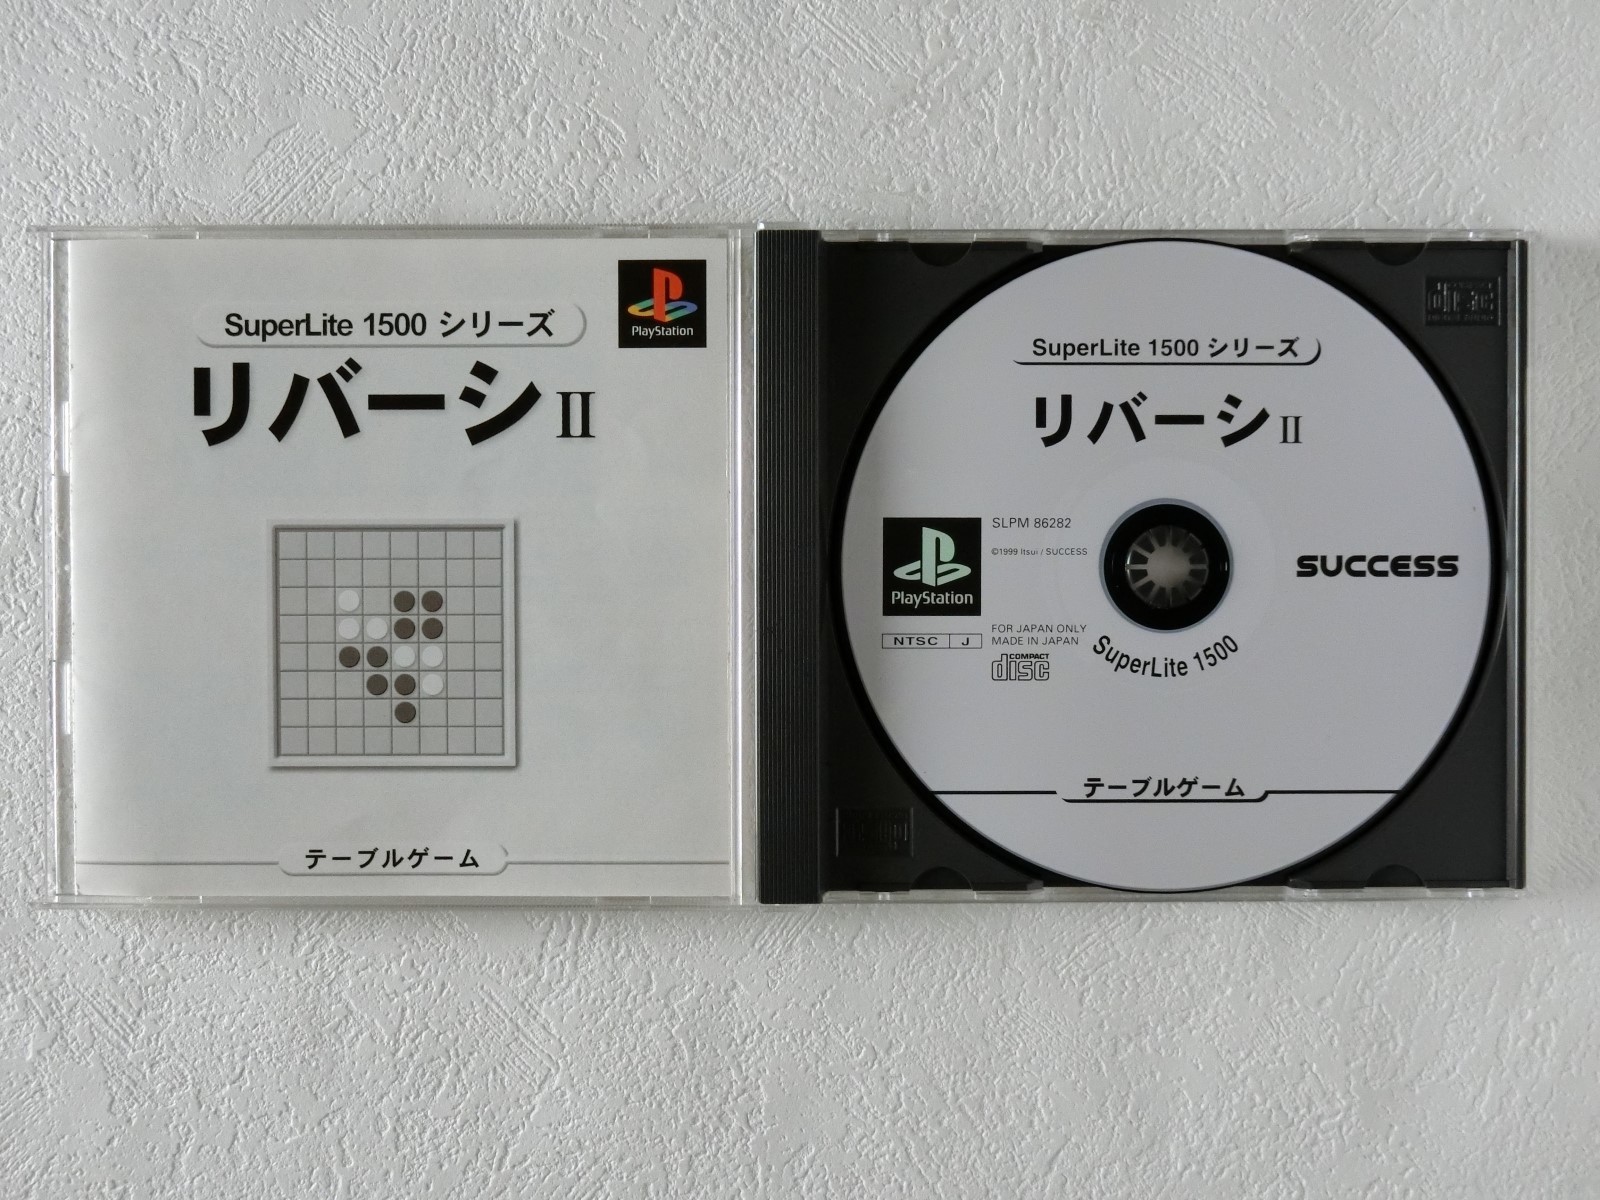 SuperLite 1500 シリーズ
PlayStation
リバーシ II
テーブルゲーム
SuperLite 1500 シリーズ
リバーシ II
SLPM 86282
©1999 Itsui / SUCCESS
PlayStation
SUCCESS
NTSC J
FOR JAPAN ONLY
MADE IN JAPAN
COMPACT
disc
SuperLite 1500
テーブルゲーム
COMPACT
disc